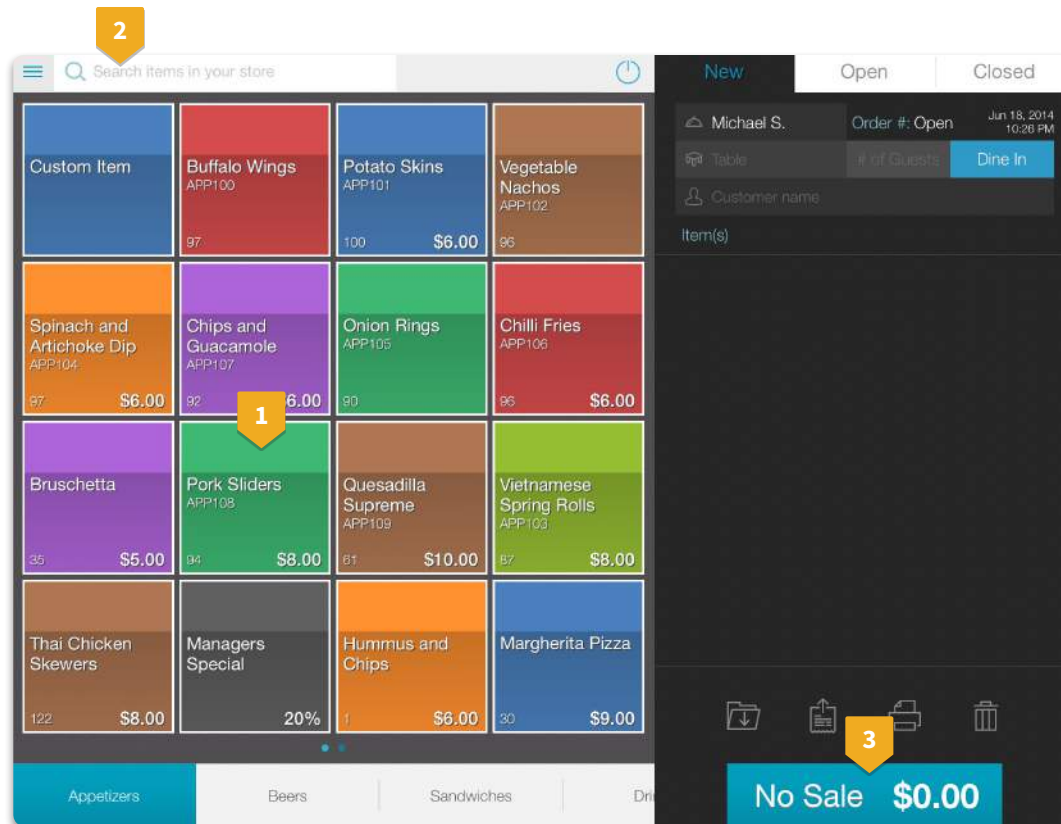 2
Search items in your store
New
Open
Closed
Michael S.
Order #: Open
Jun 18, 2014
10:26 PM
Table
# of Guests
Dine In
Customer name
Item(s)
Custom Item
Buffalo Wings
APP100
97
Potato Skins
APP101
100 $6.00
Vegetable
Nachos
APP102
96
Spinach and
Artichoke Dip
APP104
97 $6.00
Chips and
Guacamole
APP107
92 6.00
1
Onion Rings
APP105
90
Chilli Fries
APP106
96 $6.00
Bruschetta
35 $5.00
Pork Sliders
APP108
94 $8.00
Quesadilla
Supreme
APP109
61 $10.00
Vietnamese
Spring Rolls
APP103
87 $8.00
Thai Chicken
Skewers
122 $8.00
Managers
Special
20%
Hummus and
Chips
1 $6.00
Margherita Pizza
30 $9.00
3
Appetizers
Beers
Sandwiches
Dri
No Sale $0.00